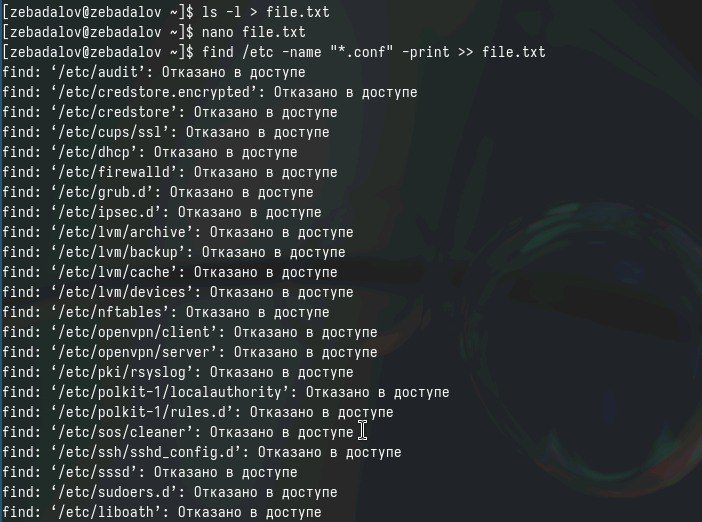 [zebadalov@zebadalov ~]$ ls -l > file.txt
[zebadalov@zebadalov ~]$ nano file.txt
[zebadalov@zebadalov ~]$ find /etc -name "*.conf" -print >> file.txt
find: ‘/etc/audit’: Отказано в доступе
find: ‘/etc/credstore.encrypted’: Отказано в доступе
find: ‘/etc/credstore’: Отказано в доступе
find: ‘/etc/cups/ssl’: Отказано в доступе
find: ‘/etc/dhcp’: Отказано в доступе
find: ‘/etc/firewalld’: Отказано в доступе
find: ‘/etc/grub.d’: Отказано в доступе
find: ‘/etc/ipsec.d’: Отказано в доступе
find: ‘/etc/lvm/archive’: Отказано в доступе
find: ‘/etc/lvm/backup’: Отказано в доступе
find: ‘/etc/lvm/cache’: Отказано в доступе
find: ‘/etc/lvm/devices’: Отказано в доступе
find: ‘/etc/nftables’: Отказано в доступе
find: ‘/etc/openvpn/client’: Отказано в доступе
find: ‘/etc/openvpn/server’: Отказано в доступе
find: ‘/etc/pki/rsyslog’: Отказано в доступе
find: ‘/etc/polkit-1/localauthority’: Отказано в доступе
find: ‘/etc/polkit-1/rules.d’: Отказано в доступе
find: ‘/etc/sos/cleaner’: Отказано в доступе
find: ‘/etc/ssh/sshd_config.d’: Отказано в доступе
find: ‘/etc/sssd’: Отказано в доступе
find: ‘/etc/sudoers.d’: Отказано в доступе
find: ‘/etc/liboath’: Отказано в доступе